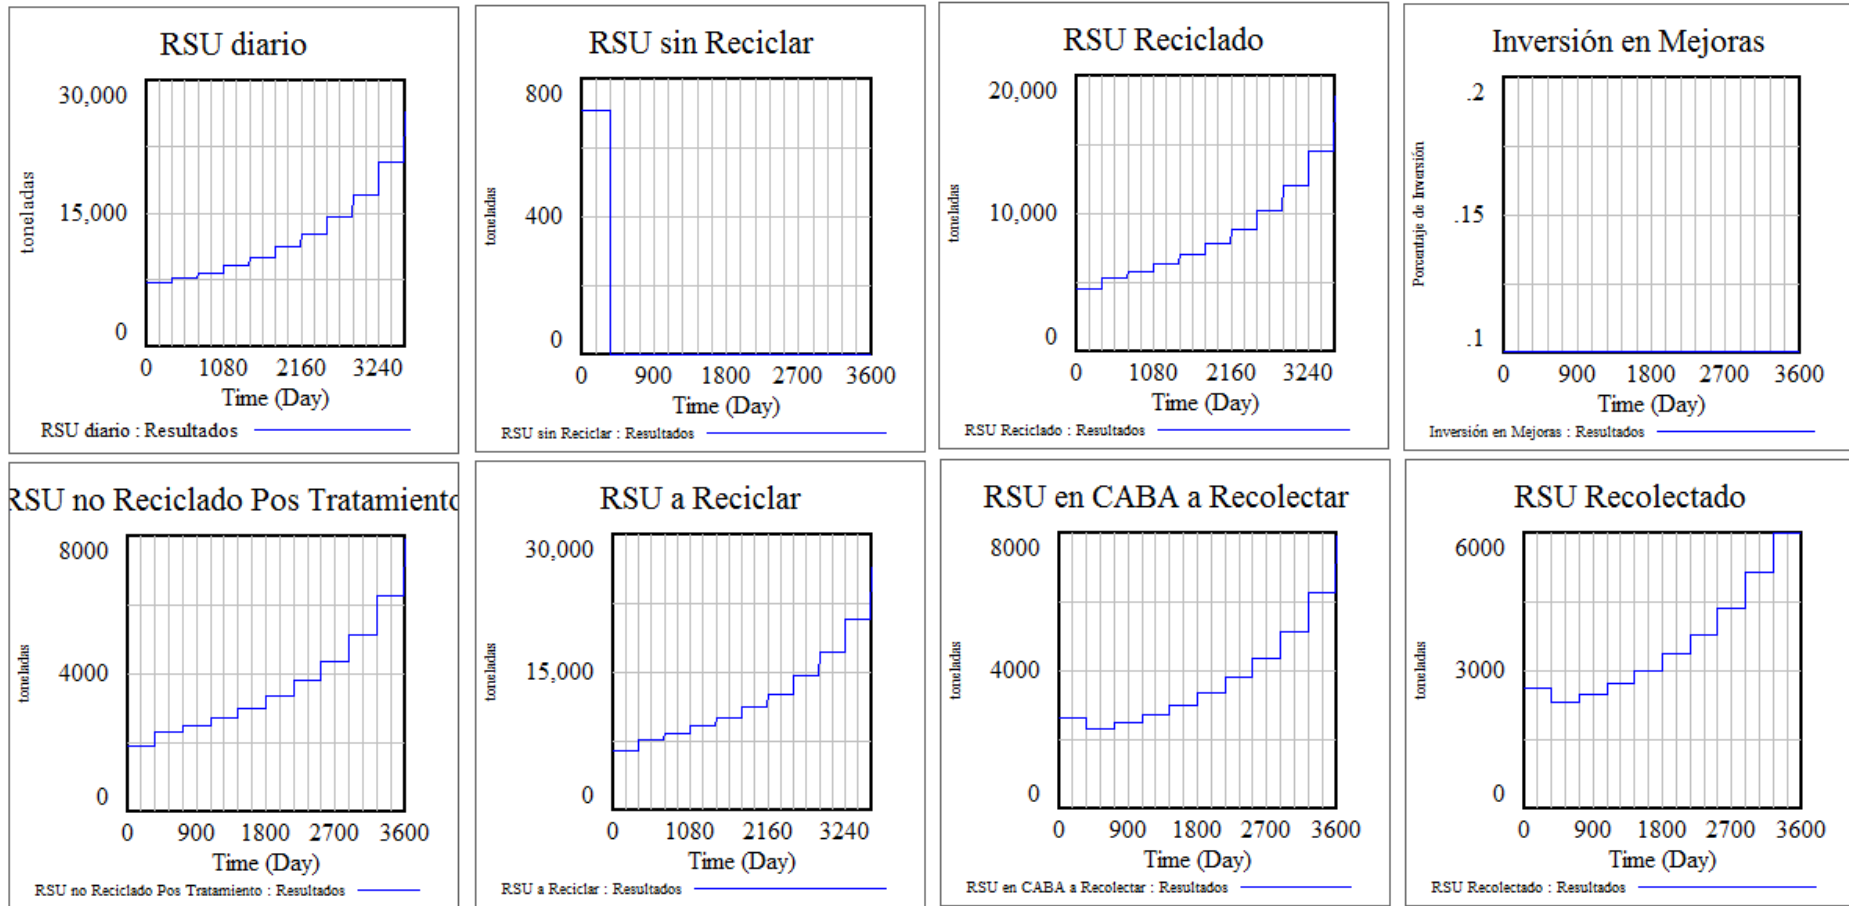 RSU diario
30,000
15,000
0
toneladas
0 1080 2160 3240
Time (Day)
RSU diario : Resultados
RSU sin Reciclar
800
400
0
toneladas
0 900 1800 2700 3600
Time (Day)
RSU sin Reciclar : Resultados
RSU Reciclado
20,000
10,000
0
toneladas
0 1080 2160 3240
Time (Day)
RSU Reciclado : Resultados
Inversión en Mejoras
.2
.15
.1
Porcentaje de Inversión
0 900 1800 2700 3600
Time (Day)
Inversión en Mejoras : Resultados
RSU no Reciclado Pos Tratamiento
8000
4000
0
toneladas
0 900 1800 2700 3600
Time (Day)
RSU no Reciclado Pos Tratamiento : Resultados
RSU a Reciclar
30,000
15,000
0
toneladas
0 1080 2160 3240
Time (Day)
RSU a Reciclar : Resultados
RSU en CABA a Recolectar
8000
4000
0
toneladas
0 900 1800 2700 3600
Time (Day)
RSU en CABA a Recolectar : Resultados
RSU Recolectado
6000
3000
0
toneladas
0 900 1800 2700 3600
Time (Day)
RSU Recolectado : Resultados